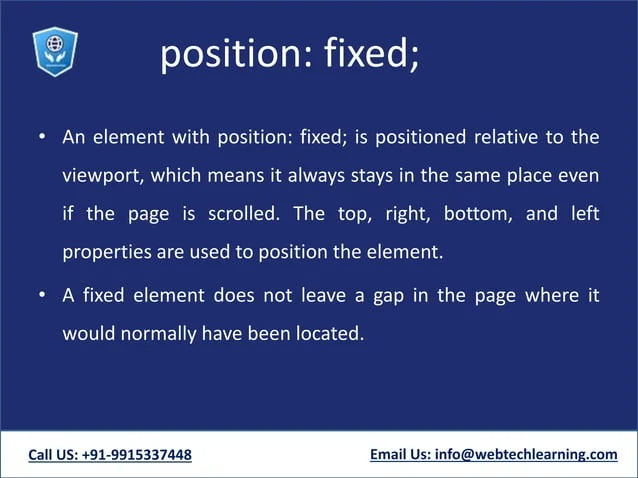 position: fixed;
• An element with position: fixed; is positioned relative to the
viewport, which means it always stays in the same place even
if the page is scrolled. The top, right, bottom, and left
properties are used to position the element.
• A fixed element does not leave a gap in the page where it
would normally have been located.
Call US: +91-9915337448
Email Us: info@webtechlearning.com